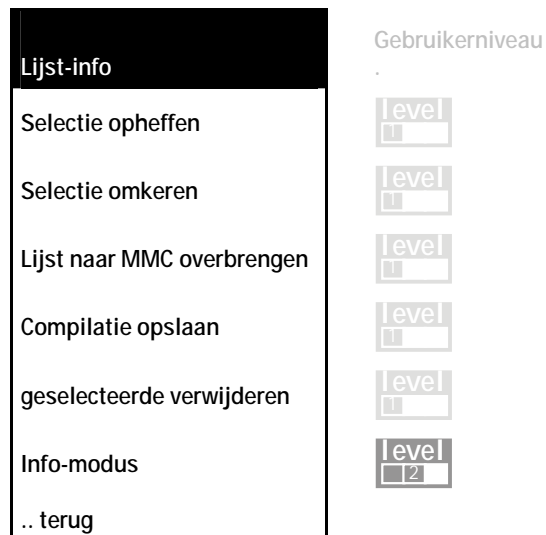 Gebruikerniveau
.
Lijst-info
Selectie opheffen
level
1
Selectie omkeren
level
1
Lijst naar MMC overbrengen
level
1
Compilatie opslaan
level
1
geselecteerde verwijderen
level
1
Info-modus
level
2
.. terug